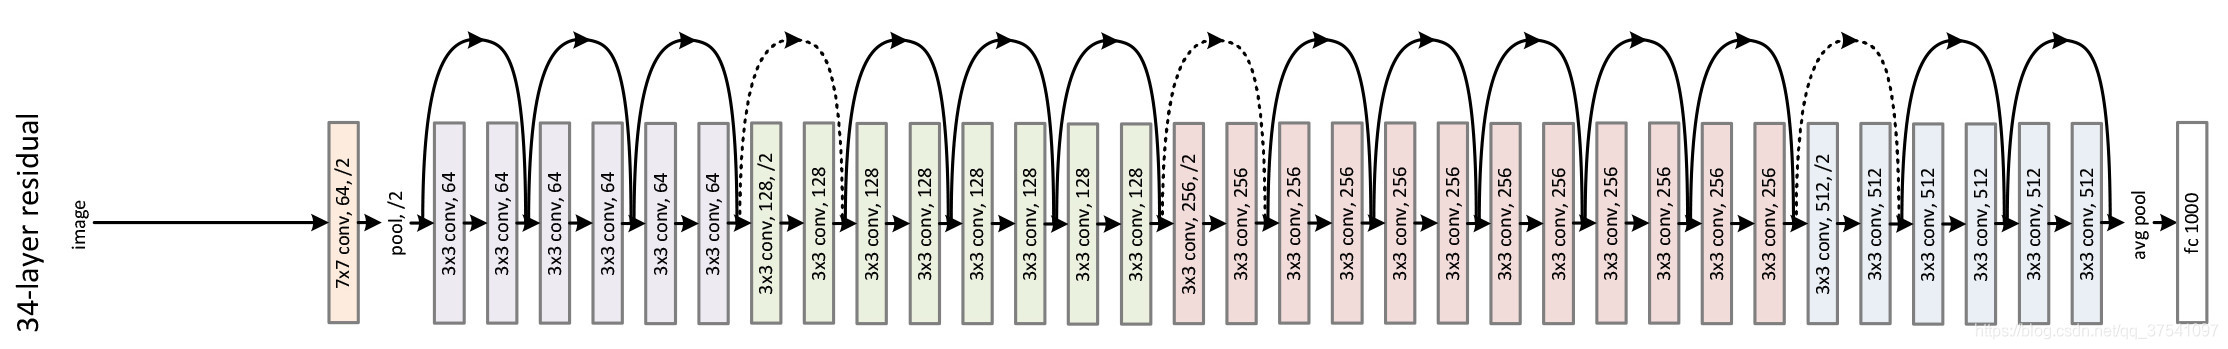 34-layer residual
image
7x7 conv, 64, /2
pool, /2
3x3 conv, 64
3x3 conv, 64
3x3 conv, 64
3x3 conv, 64
3x3 conv, 64
3x3 conv, 64
3x3 conv, 128, /2
3x3 conv, 128
3x3 conv, 128
3x3 conv, 128
3x3 conv, 128
3x3 conv, 128
3x3 conv, 128
3x3 conv, 128
3x3 conv, 256, /2
3x3 conv, 256
3x3 conv, 256
3x3 conv, 256
3x3 conv, 256
3x3 conv, 256
3x3 conv, 256
3x3 conv, 256
3x3 conv, 256
3x3 conv, 256
3x3 conv, 256
3x3 conv, 256
3x3 conv, 512, /2
3x3 conv, 512
3x3 conv, 512
3x3 conv, 512
3x3 conv, 512
3x3 conv, 512
avg pool
fc 1000
https://blog.csdn.net/qq_37541097